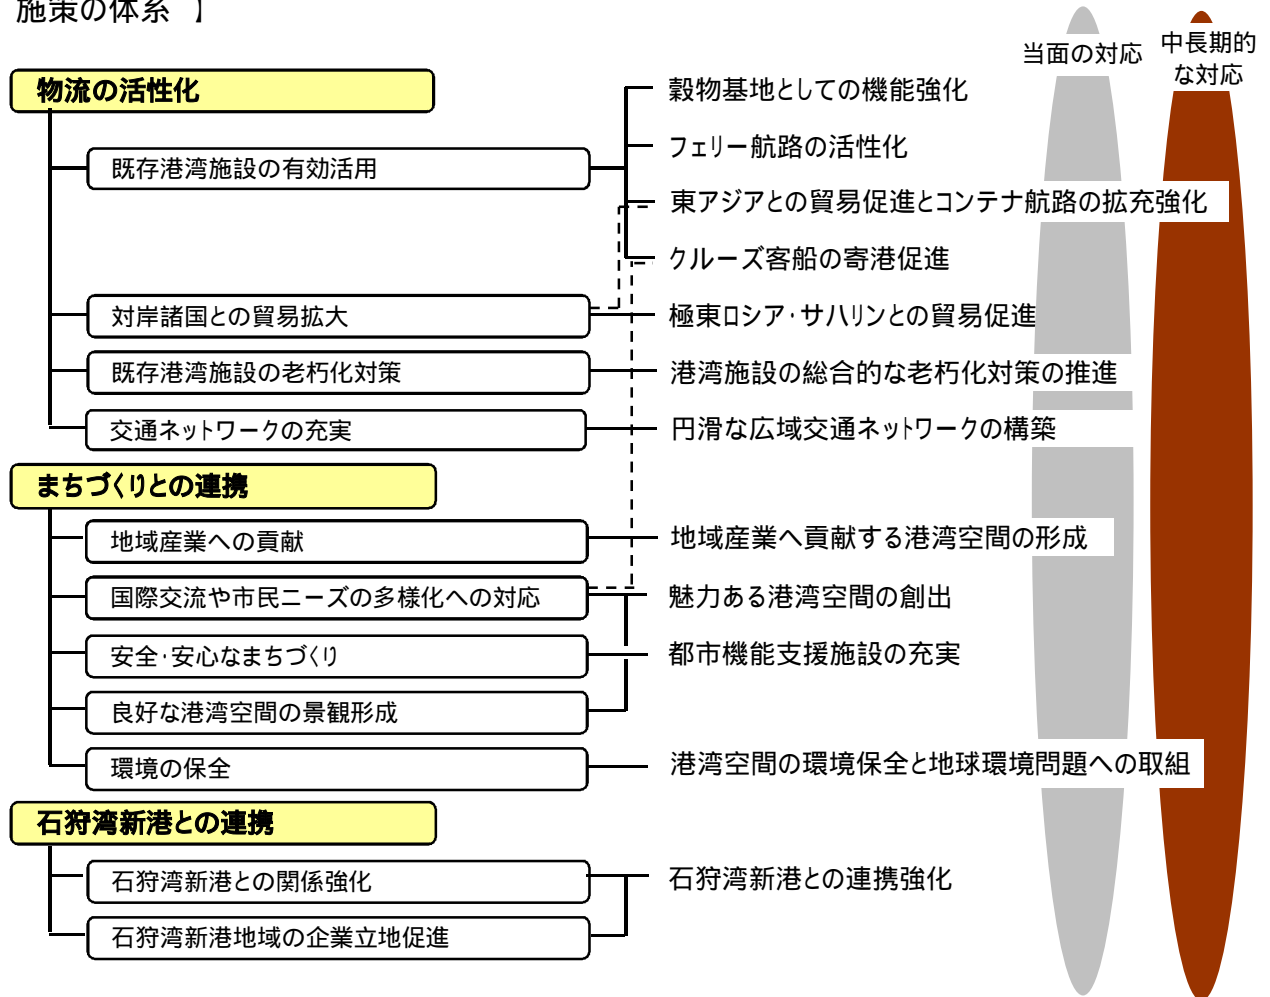 施策の体系 】
当面の対応
中長期的
な対応
物流の活性化
既存港湾施設の有効活用
穀物基地としての機能強化
フェリー航路の活性化
東アジアとの貿易促進とコンテナ航路の拡充強化
クルーズ客船の寄港促進
対岸諸国との貿易拡大
極東ロシア・サハリンとの貿易促進
既存港湾施設の老朽化対策
港湾施設の総合的な老朽化対策の推進
交通ネットワークの充実
円滑な広域交通ネットワークの構築
まちづくりとの連携
地域産業への貢献
地域産業へ貢献する港湾空間の形成
国際交流や市民ニーズの多様化への対応
魅力ある港湾空間の創出
安全・安心なまちづくり
都市機能支援施設の充実
良好な港湾空間の景観形成
環境の保全
港湾空間の環境保全と地球環境問題への取組
石狩湾新港との連携
石狩湾新港との関係強化
石狩湾新港との連携強化
石狩湾新港地域の企業立地促進